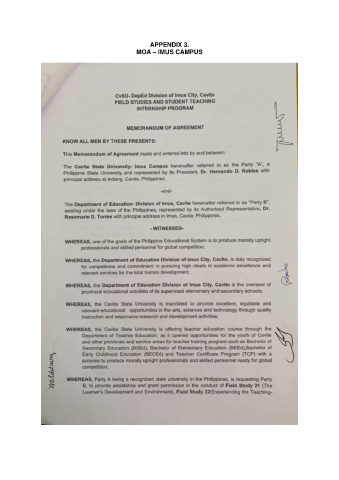 APPENDIX 3.
MOA – IMUS CAMPUS
CvSU- DepEd Division of Imus City, Cavite
FIELD STUDIES AND STUDENT TEACHING
INTERNSHIP PROGRAM
MEMORANDUM OF AGREEMENT
KNOW ALL MEN BY THESE PRESENTS:
This Memorandum of Agreement made and entered into by and between:
The Cavite State University- Imus Campus hereinafter referred to as the Party "A", a
Philippine State University and represented by its President, Dr. Hernando D. Robles with
principal address at Indang, Cavite, Philippines
-and-
The Department of Education- Division of Imus, Cavite hereinafter referred to as "Party B",
existing under the laws of the Philippines, represented by its Authorized Representative, Dr.
Rosemarie D. Torres with principal address in Imus, Cavite, Philippines.
- WITNESSED-
WHEREAS, one of the goals of the Philippine Educational System is to produce morally upright
professionals and skilled personnel for global competition;
WHEREAS, the Department of Education Division of Imus City, Cavite, is duly recognized
for competence and commitment in pursuing high ideals in academic excellence and
relevant services for the total human development;
WHEREAS, the Department of Education Division of Imus City, Cavite is the overseer of
provincial educational activities of its supervised elementary and secondary schools;
WHEREAS, the Cavite State University is mandated to provide excellent, equitable and
relevant educational opportunities in the arts, sciences and technology through quality
instruction and responsive research and development activities;
WHEREAS, the Cavite State University is offering teacher education course through the
Department of Teacher Education, as it opened opportunities for the youth of Cavite
and other provinces and service areas for teacher training program such as Bachelor of
Secondary Education (BSEd), Bachelor of Elementary Education (BEEd),Bachelor of
Early Childhood Education (BECEd) and Teacher Certificate Program (TCP) with a
purpose to produce morally upright professionals and skilled personnel ready for global
competition;
WHEREAS, Party A being a recognized state university in the Philippines, is requesting Party
B, to provide assistance and grant permission in the conduct of Field Study 21 (The
Learner's Development and Environment), Field Study 22(Experiencing the Teaching-